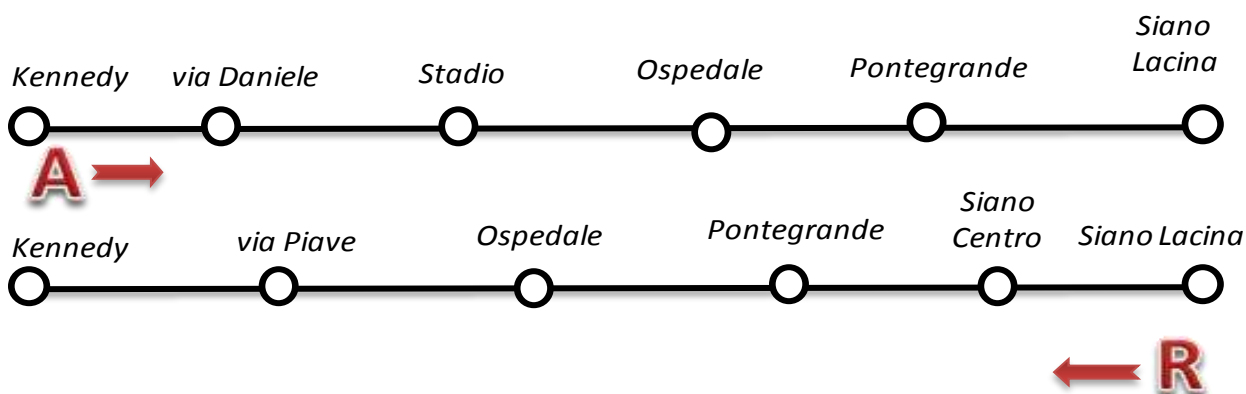 Kennedy
via Daniele
Stadio
Ospedale
Pontegrande
Siano
Lacina
A
Kennedy
via Piave
Ospedale
Pontegrande
Siano
Centro
Siano Lacina
R